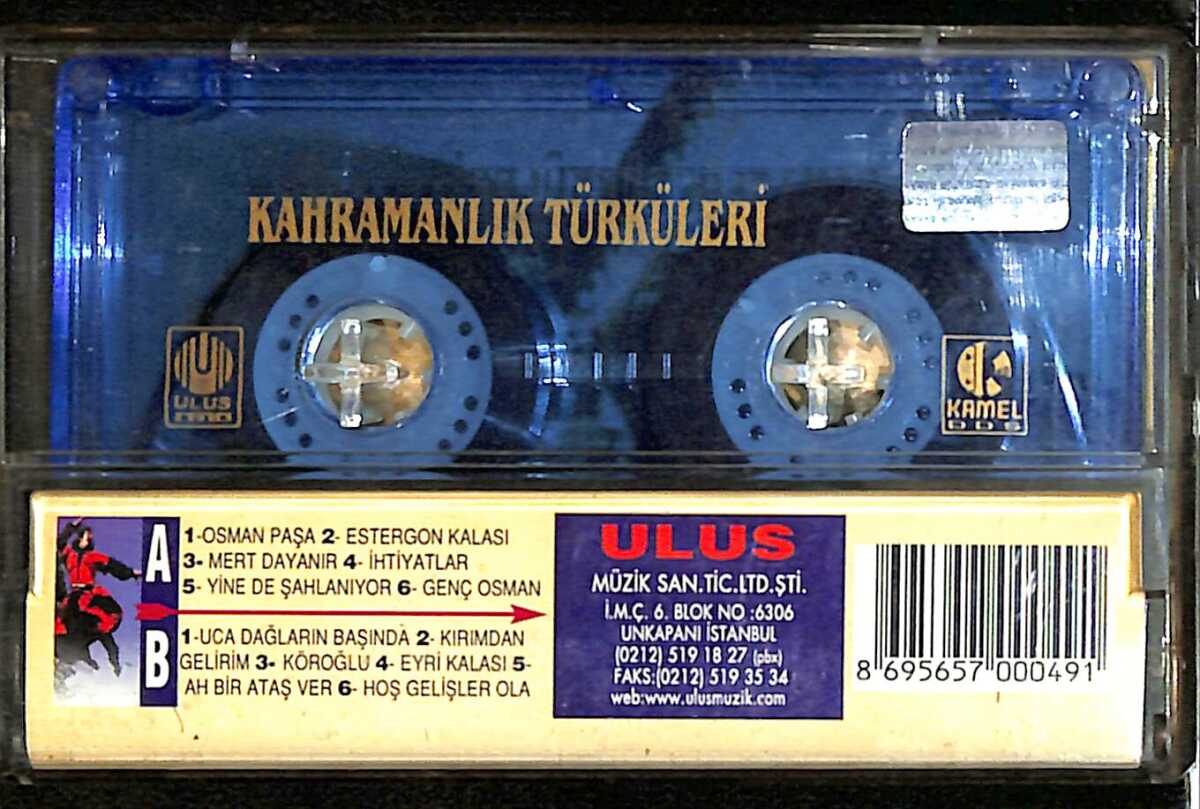 KAHRAMANLIK TÜRKÜLERİ
ULUS
KAMEL
DDS
A
1-OSMAN PAŞA 2- ESTERGON KALASI
3- MERT DAYANIR 4- İHTİYATLAR
5- YİNE DE ŞAHLANIYOR 6- GENÇ OSMAN
B
1-UCA DAĞLARIN BAŞINDA 2- KIRIMDAN
GELİRİM 3- KÖROĞLU 4- EYRİ KALASI 5-
AH BİR ATAŞ VER 6- HOŞ GELİŞLER OLA
ULUS
MÜZİK SAN.TİC.LTD.ŞTİ.
İ.M.Ç. 6. BLOK NO :6306
UNKAPANI İSTANBUL
(0212) 519 18 27 (pbx)
FAKS:(0212) 519 35 34
web:www.ulusmuzik.com
8 695657 000491